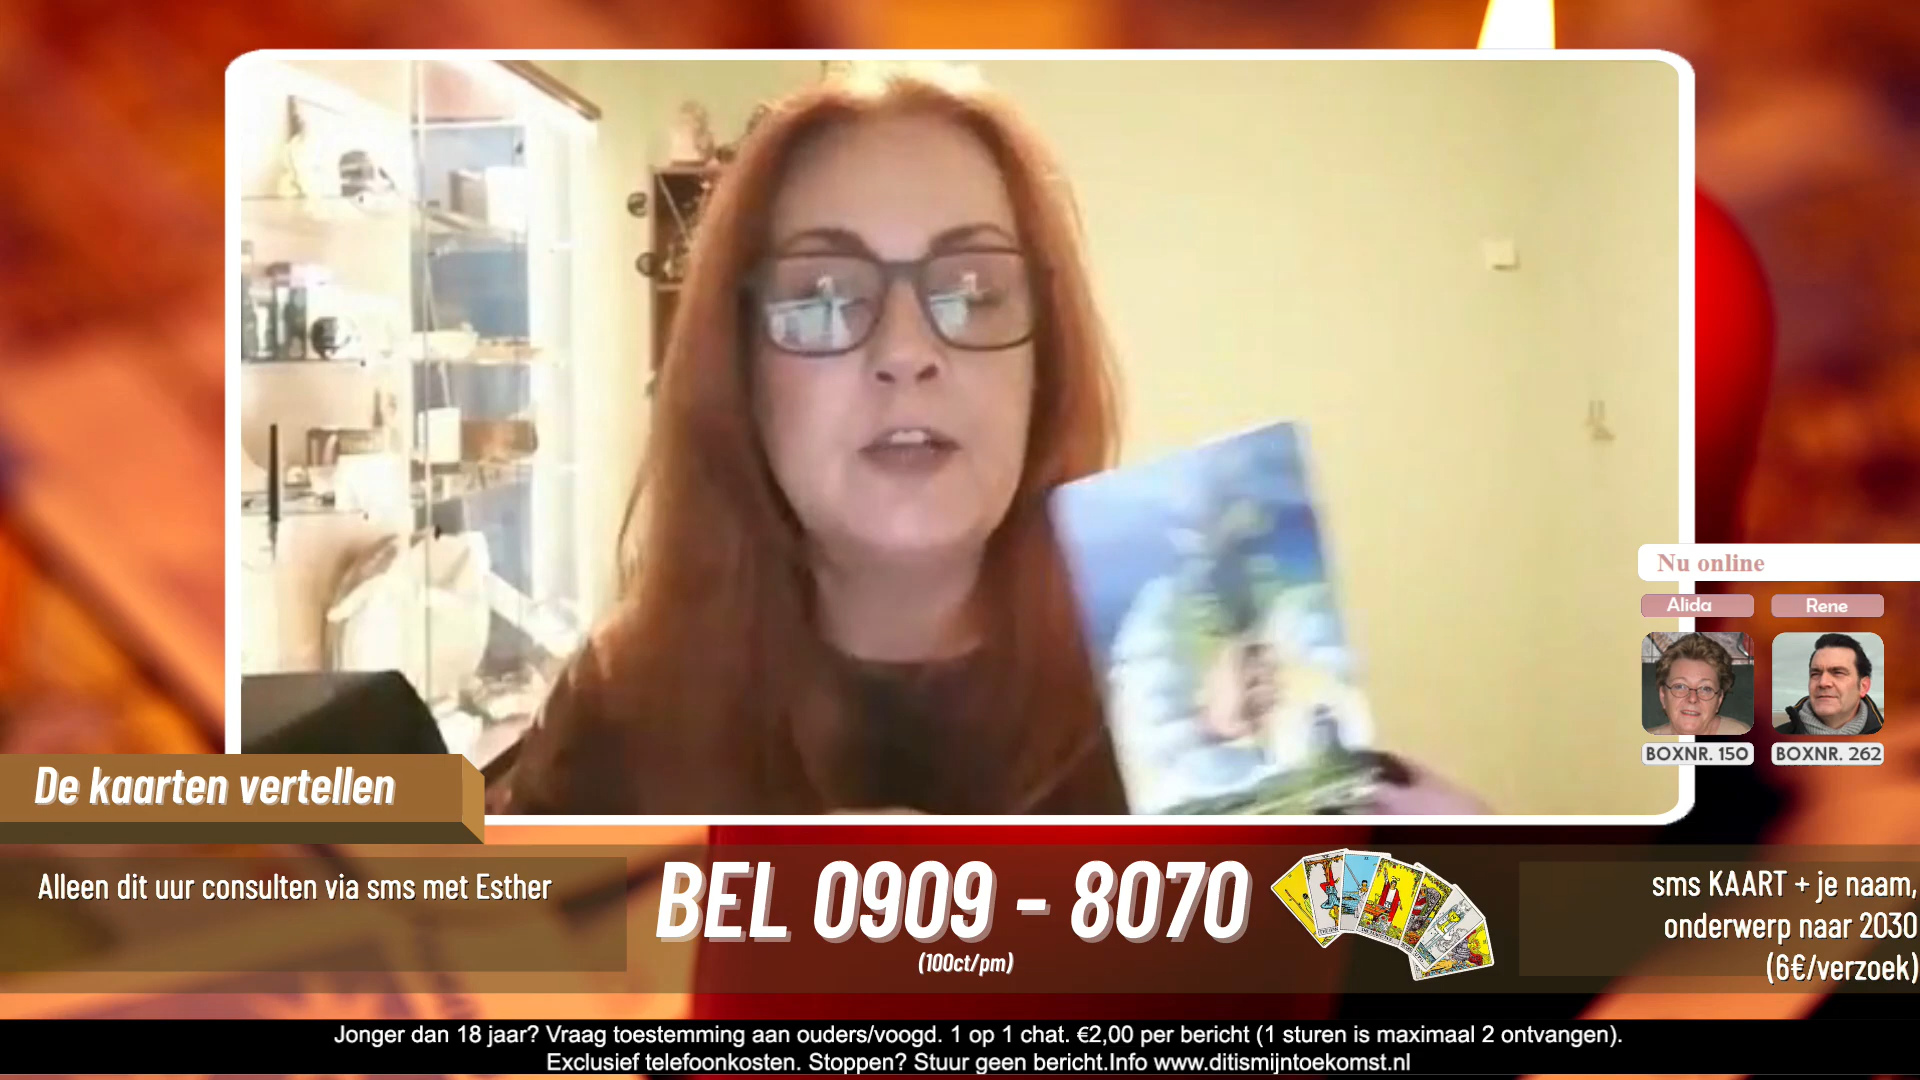 Nu online
Alida
Rene
BOXNR. 150
BOXNR. 262
De kaarten vertellen
Alleen dit uur consulten via sms met Esther
BEL 0909 - 8070
(100ct/pm)
sms KAART + je naam,
onderwerp naar 2030
(6€/verzoek)
Jonger dan 18 jaar? Vraag toestemming aan ouders/voogd. 1 op 1 chat. €2,00 per bericht (1 sturen is maximaal 2 ontvangen).
Exclusief telefoonkosten. Stoppen? Stuur geen bericht.Info www.ditismijntoekomst.nl